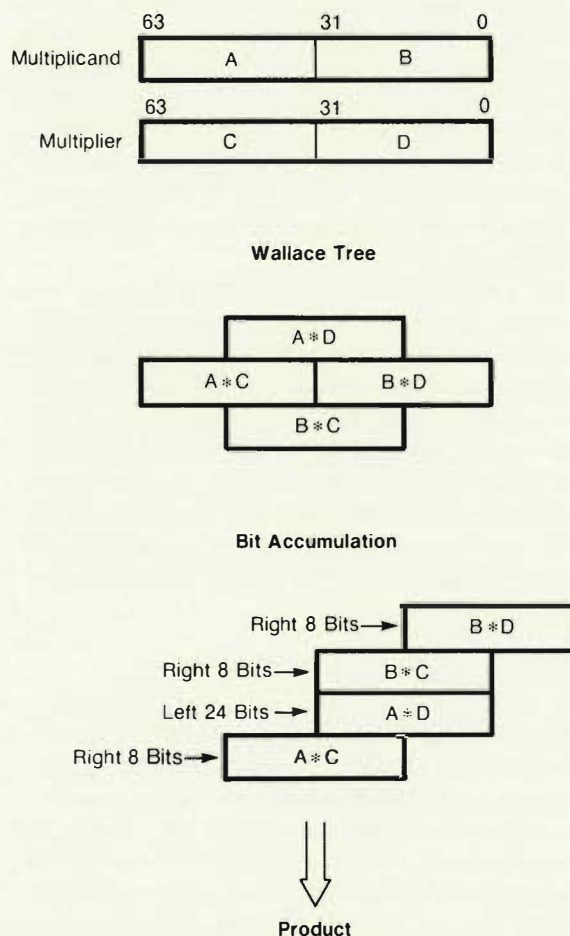 63 31 0
Multiplicand A B
63 31 0
Multiplier C D
Wallace Tree
A * D
A * C B * D
B * C
Bit Accumulation
Right 8 Bits B * D
Right 8 Bits B * C
Left 24 Bits A * D
Right 8 Bits A * C
Product